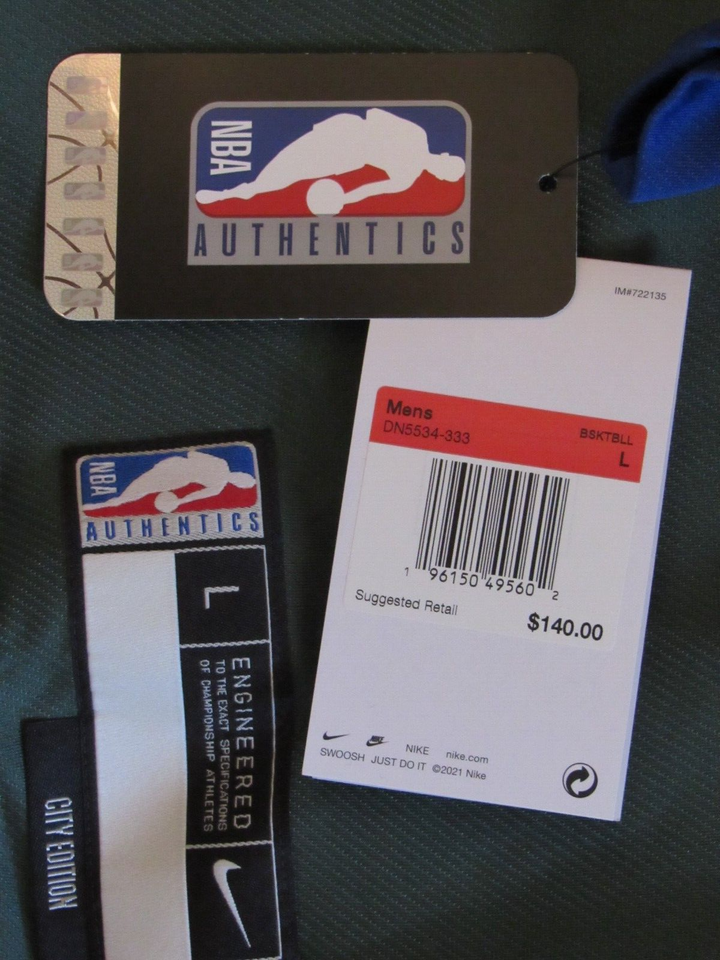 NBA
AUTHENTICS
IM#722135
Mens
DN5534-333
BSKTBLL
L
1 96150 49560 2
Suggested Retail
$140.00
NIKE nike.com
SWOOSH JUST DO IT ©2021 Nike
NBA
AUTHENTICS
L
ENGINEERED
TO THE EXACT SPECIFICATIONS
OF CHAMPIONSHIP ATHLETES
CITY EDITION